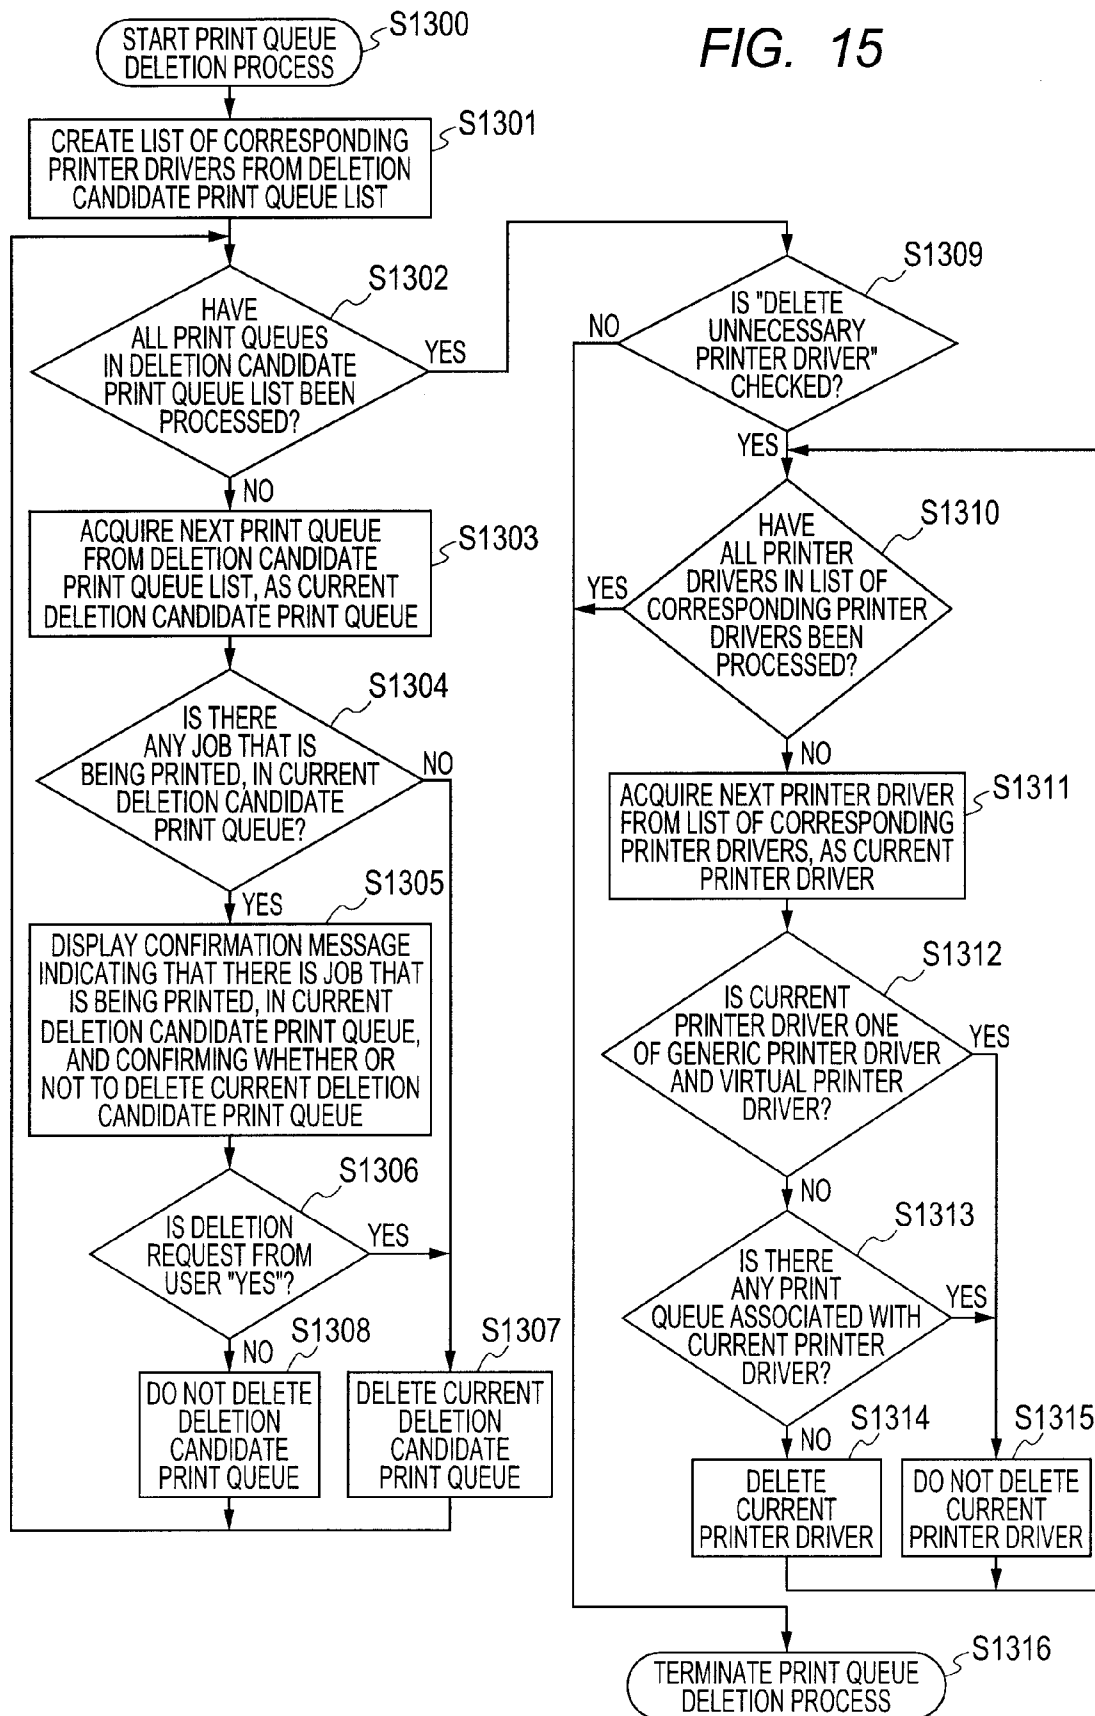 FIG. 15
START PRINT QUEUE
DELETION PROCESS
S1300
CREATE LIST OF CORRESPONDING
PRINTER DRIVERS FROM DELETION
CANDIDATE PRINT QUEUE LIST
S1301
HAVE
ALL PRINT QUEUES
IN DELETION CANDIDATE
PRINT QUEUE LIST BEEN
PROCESSED?
S1302
YES
NO
ACQUIRE NEXT PRINT QUEUE
FROM DELETION CANDIDATE
PRINT QUEUE LIST, AS CURRENT
DELETION CANDIDATE PRINT QUEUE
S1303
IS THERE
ANY JOB THAT IS
BEING PRINTED, IN CURRENT
DELETION CANDIDATE
PRINT QUEUE?
S1304
NO
YES
S1305
DISPLAY CONFIRMATION MESSAGE
INDICATING THAT THERE IS JOB THAT
IS BEING PRINTED, IN CURRENT
DELETION CANDIDATE PRINT QUEUE,
AND CONFIRMING WHETHER OR
NOT TO DELETE CURRENT DELETION
CANDIDATE PRINT QUEUE
S1306
IS DELETION
REQUEST FROM
USER "YES"?
YES
NO
S1308
DO NOT DELETE
DELETION
CANDIDATE
PRINT QUEUE
S1307
DELETE CURRENT
DELETION
CANDIDATE
PRINT QUEUE
S1309
IS "DELETE
UNNECESSARY
PRINTER DRIVER"
CHECKED?
NO
YES
S1310
HAVE
ALL PRINTER
DRIVERS IN LIST OF
CORRESPONDING PRINTER
DRIVERS BEEN
PROCESSED?
YES
NO
S1311
ACQUIRE NEXT PRINTER DRIVER
FROM LIST OF CORRESPONDING
PRINTER DRIVERS, AS CURRENT
PRINTER DRIVER
S1312
IS CURRENT
PRINTER DRIVER ONE
OF GENERIC PRINTER DRIVER
AND VIRTUAL PRINTER
DRIVER?
YES
NO
S1313
IS THERE
ANY PRINT
QUEUE ASSOCIATED WITH
CURRENT PRINTER
DRIVER?
YES
NO
S1314
DELETE
CURRENT
PRINTER DRIVER
S1315
DO NOT DELETE
CURRENT
PRINTER DRIVER
S1316
TERMINATE PRINT QUEUE
DELETION PROCESS